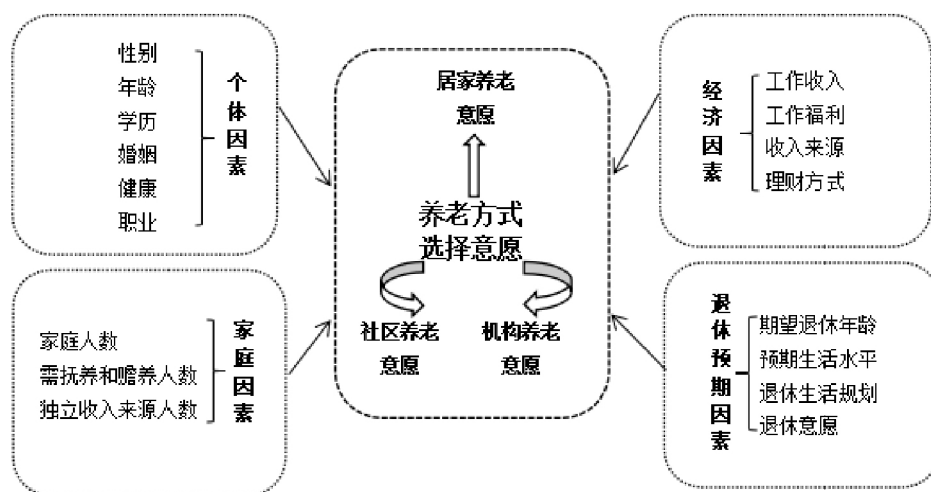 性别
年龄
学历
婚姻
健康
职业
个体因素
居家养老
意愿
养老方式
选择意愿
社区养老
意愿
机构养老
意愿
经济因素
工作收入
工作福利
收入来源
理财方式
家庭人数
需抚养和赡养人数
独立收入来源人数
家庭因素
退休预期因素
期望退休年龄
预期生活水平
退休生活规划
退休意愿